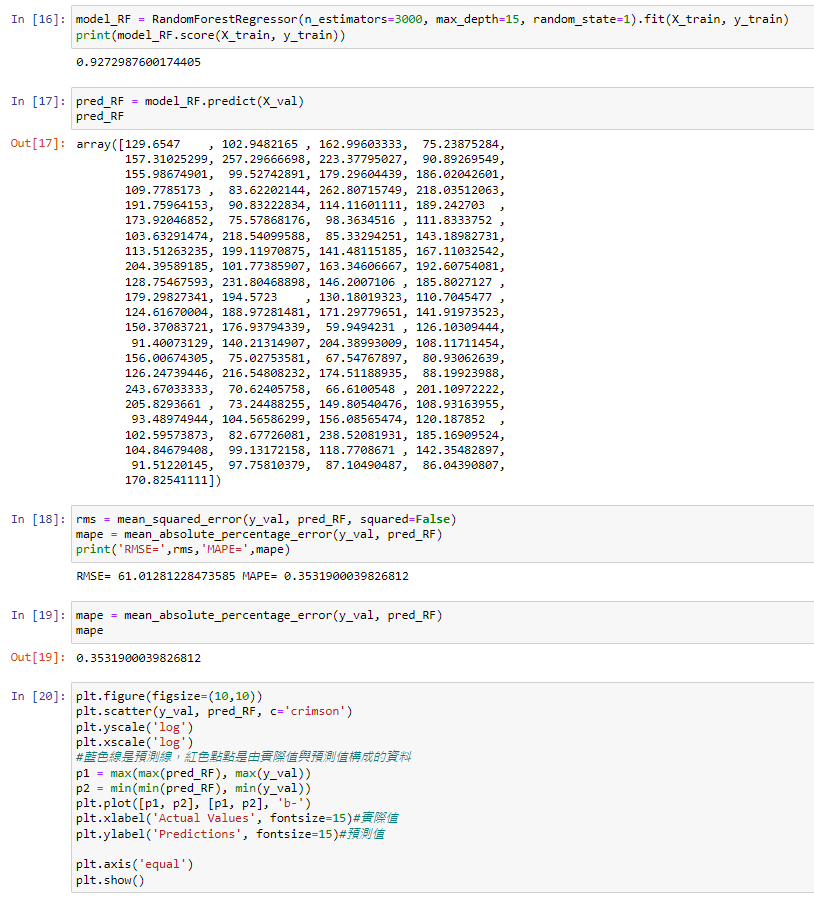 In [16]: model_RF = RandomForestRegressor(n_estimators=3000, max_depth=15, random_state=1).fit(X_train, y_train)
print(model_RF.score(X_train, y_train))
0.9272987600174405
In [17]: pred_RF = model_RF.predict(X_val)
pred_RF
Out[17]: array([129.6547    , 102.9482165 , 162.99603333,  75.23875284,
157.31025299, 257.29666698, 223.37795027,  90.89269549,
155.98674901,  99.52742891, 179.29604439, 186.02042601,
109.7785173 ,  83.62202144, 262.80715749, 218.03512063,
191.75964153,  90.83222834, 114.11601111, 189.242703  ,
173.92046852,  75.57868176,  98.3634516 , 111.8333752 ,
103.63291474, 218.54099588,  85.33294251, 143.18982731,
113.51263235, 199.11970875, 141.48115185, 167.11032542,
204.39589185, 101.77385907, 163.34606667, 192.60754081,
128.75467593, 231.80468898, 146.2007106 , 185.8027127 ,
179.29827341, 194.5723    , 130.18019323, 110.7045477 ,
124.61670004, 188.97281481, 171.29779651, 141.91973523,
150.37083721, 176.93794339,  59.9494231 , 126.10309444,
91.40073129, 140.21314907, 204.38993009, 108.11711454,
156.00674305,  75.02753581,  67.54767897,  80.93062639,
126.24739446, 216.54808232, 174.51188935,  88.19923988,
243.67033333,  70.62405758,  66.6100548 , 201.10972222,
205.8293661 ,  73.24488255, 149.80540476, 108.93163955,
93.48974944, 104.56586299, 156.08565474, 120.187852  ,
102.59573873,  82.67726081, 238.52081931, 185.16909524,
104.84679408,  99.13172158, 118.7708671 , 142.35482897,
91.51220145,  97.75810379,  87.10490487,  86.04390807,
170.82541111])
In [18]: rms = mean_squared_error(y_val, pred_RF, squared=False)
mape = mean_absolute_percentage_error(y_val, pred_RF)
print('RMSE=',rms,'MAPE=',mape)
RMSE= 61.01281228473585 MAPE= 0.3531900039826812
In [19]: mape = mean_absolute_percentage_error(y_val, pred_RF)
mape
Out[19]: 0.3531900039826812
In [20]: plt.figure(figsize=(10,10))
plt.scatter(y_val, pred_RF, c='crimson')
plt.yscale('log')
plt.xscale('log')
#藍色線是預測線，紅色點點是由實際值與預測值構成的資料
p1 = max(max(pred_RF), max(y_val))
p2 = min(min(pred_RF), min(y_val))
plt.plot([p1, p2], [p1, p2], 'b-')
plt.xlabel('Actual Values', fontsize=15)#實際值
plt.ylabel('Predictions', fontsize=15)#預測值
plt.axis('equal')
plt.show()